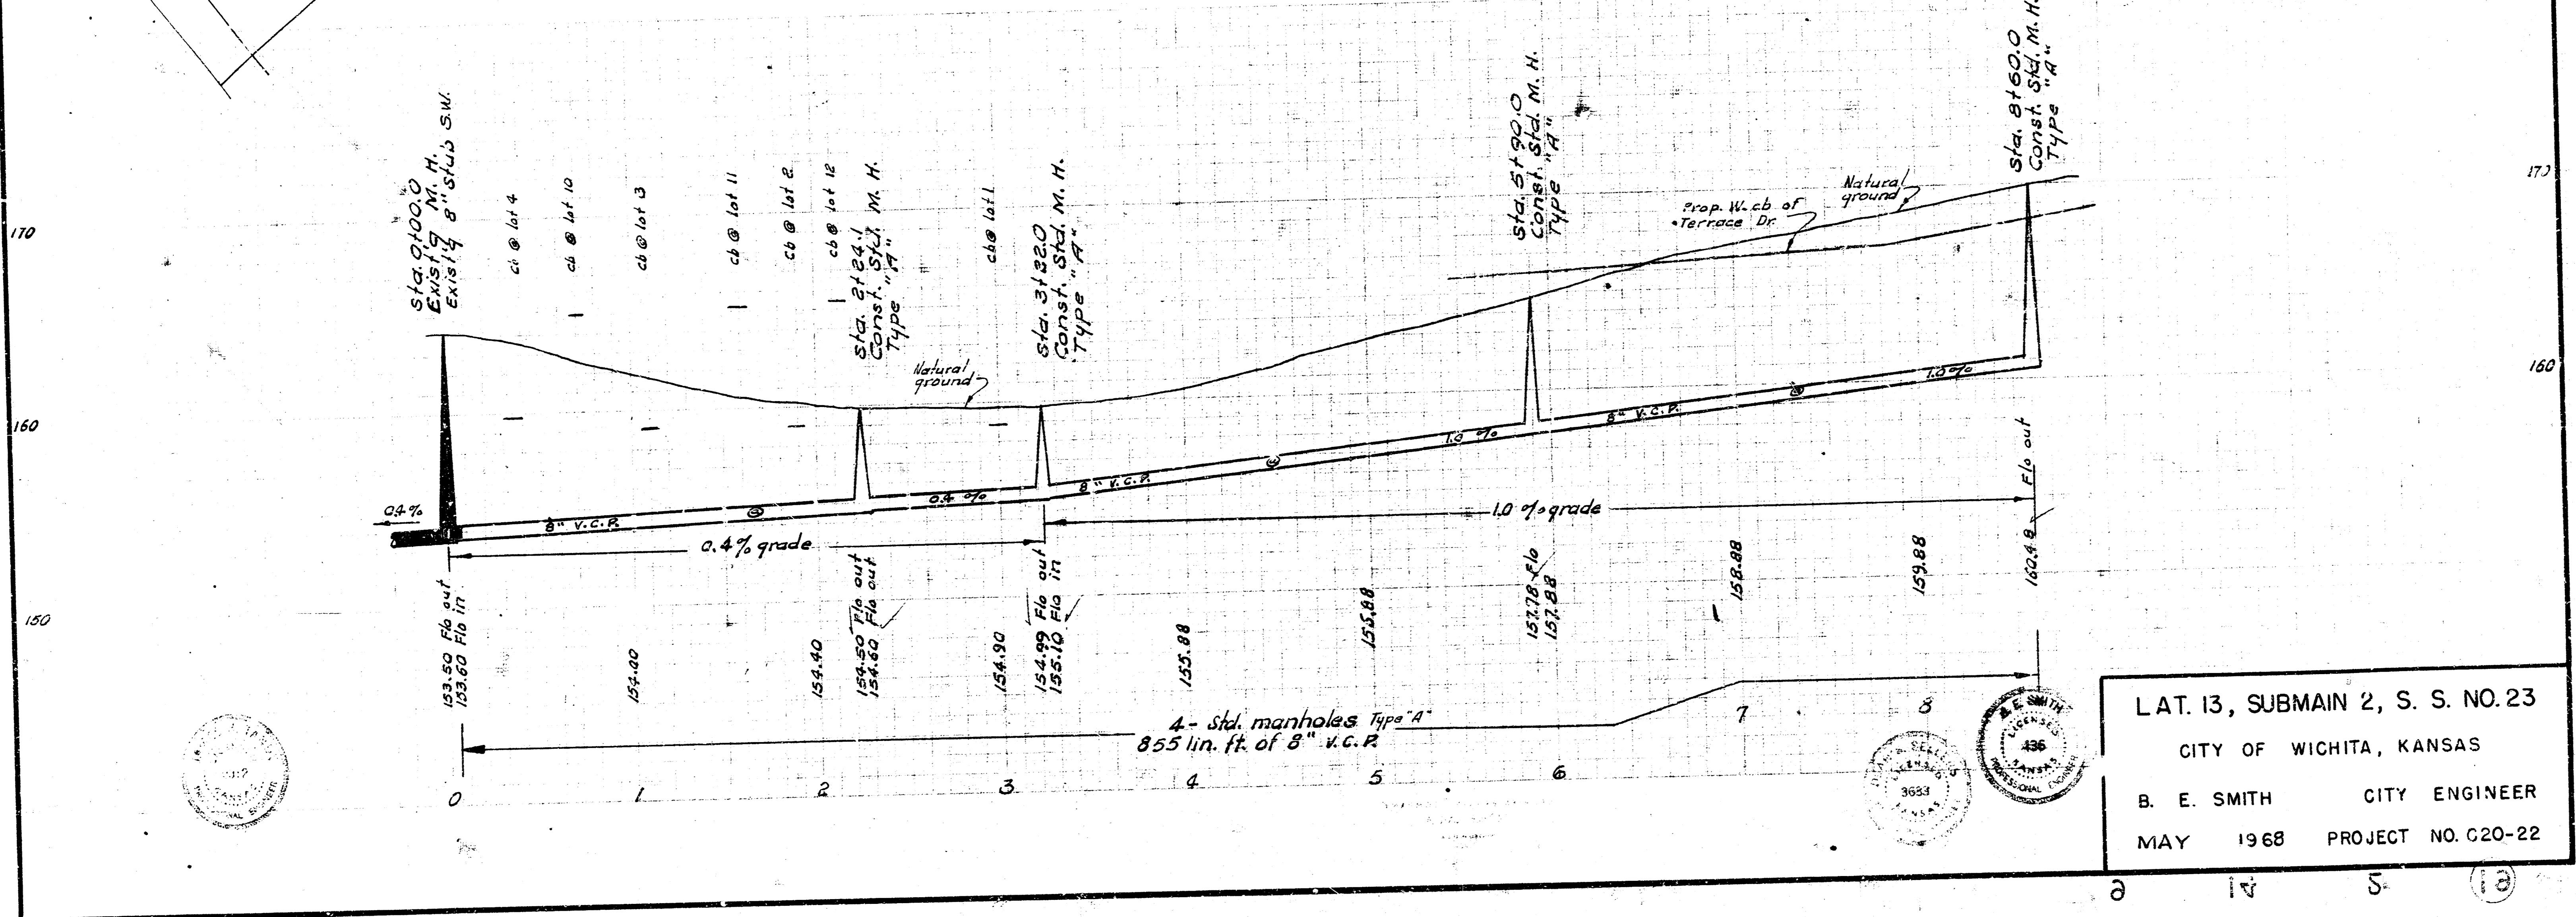 Sta. 0+00.0
Exist'g M. H.
Exist'g 8" Stub S.W.
cb @ lot 4
cb @ lot 10
cb @ lot 3
cb @ lot 11
cb @ lot 2
cb @ lot 12
Sta. 2+24.1
Const. Std. M. H.
Type "A"
cb @ lot 1
Sta. 3+22.0
Const. Std. M. H.
Type "A"
Sta. 5+90.0
Const. Std. M. H.
Type "A"
Sta. 8+60.0
Const. Std. M. H.
Type "A"
170
170
160
160
150
Natural
ground
Prop. W. cb of
Terrace Dr.
Natural
ground
0.4%
8" V.C.P.
0.4 %
8" V.C.P.
1.0 %
8" V.C.P.
1.0%
0.4% grade
1.0 % grade
153.50 Flo out
153.60 Flo in
154.00
154.40
154.50 Flo out
154.60 Flo out
154.90
154.99 Flo out
155.10 Flo in
155.88
155.88
157.78 Flo
157.88
158.88
159.88
160.48 Flo out
4 - Std. manholes Type "A"
855 lin. ft. of 8" V.C.P.
0 1 2 3 4 5 6 7 8
B. E. SMITH
LICENSED
436
KANSAS
PROFESSIONAL ENGINEER
LICENSED
3633
KANSAS
LAT. 13, SUBMAIN 2, S. S. NO. 23
CITY OF WICHITA, KANSAS
B. E. SMITH CITY ENGINEER
MAY 1968 PROJECT NO. C20-22